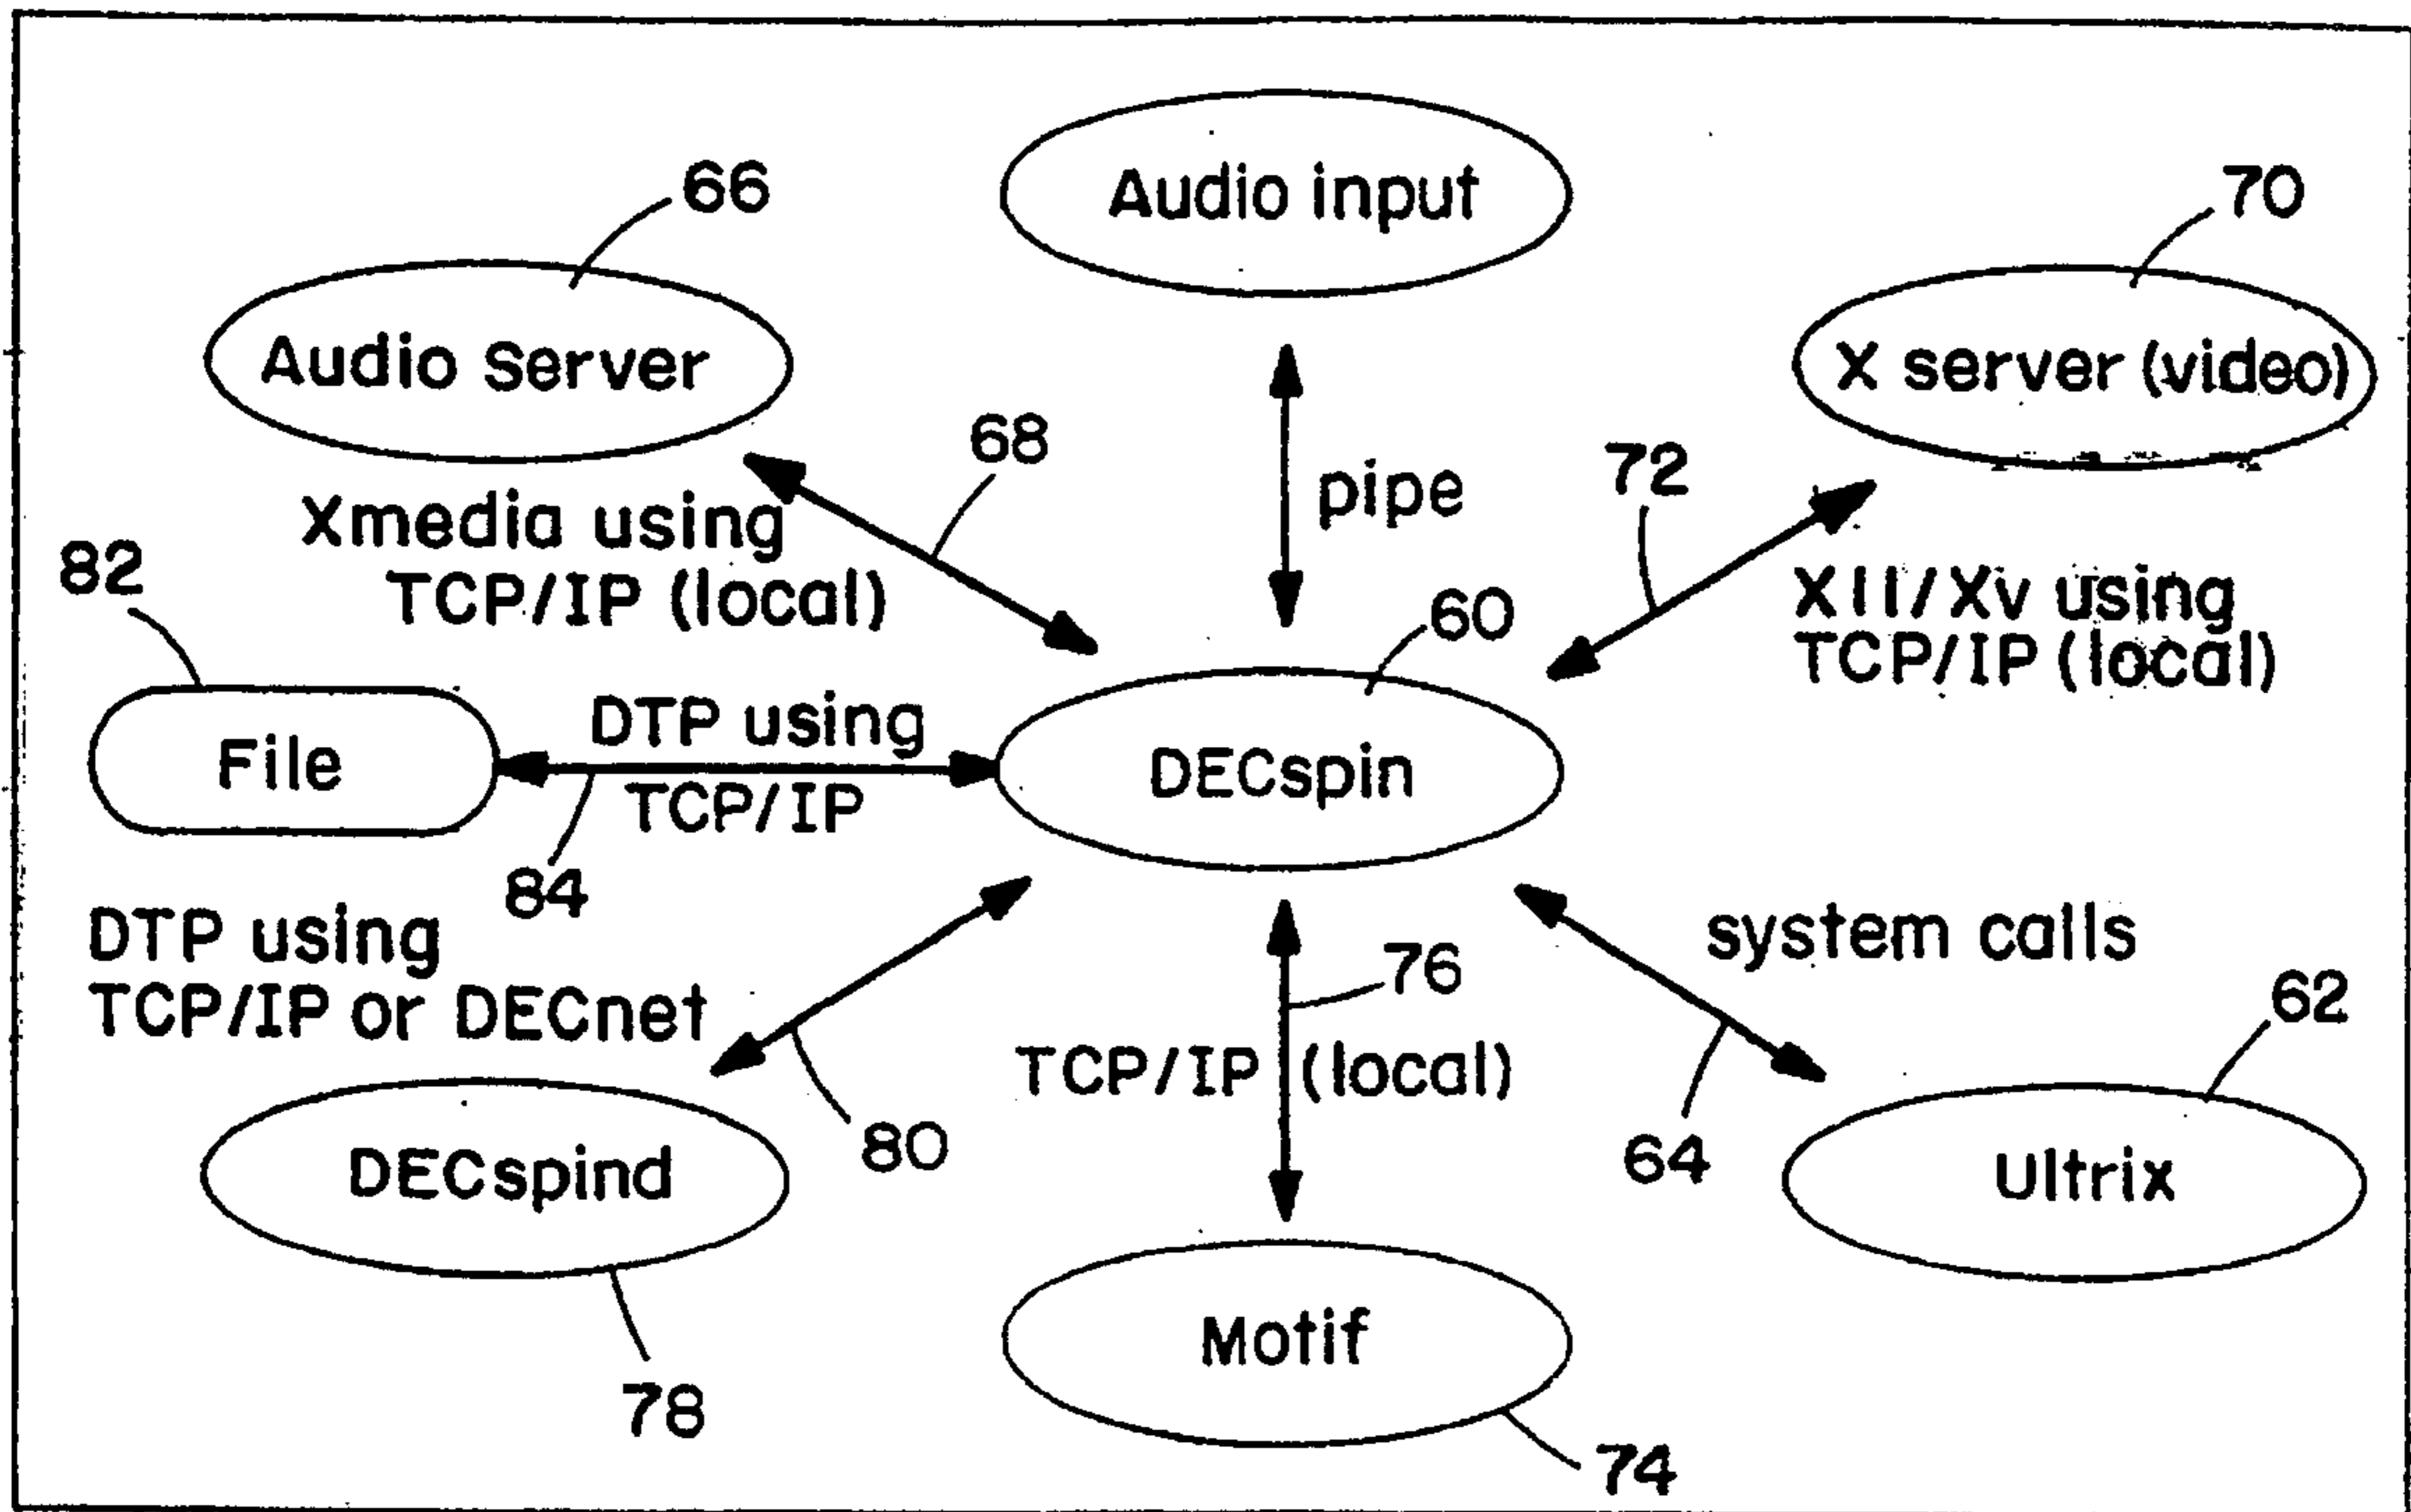 Audio input
66
70
Audio Server
X server (video)
68
pipe
72
Xmedia using
TCP/IP (local)
82
60
X11/Xv using
TCP/IP (local)
DTP using
TCP/IP
File
DECspin
84
DTP using
TCP/IP or DECnet
system calls
76
62
TCP/IP (local)
80
64
DECspind
Ultrix
78
Motif
74